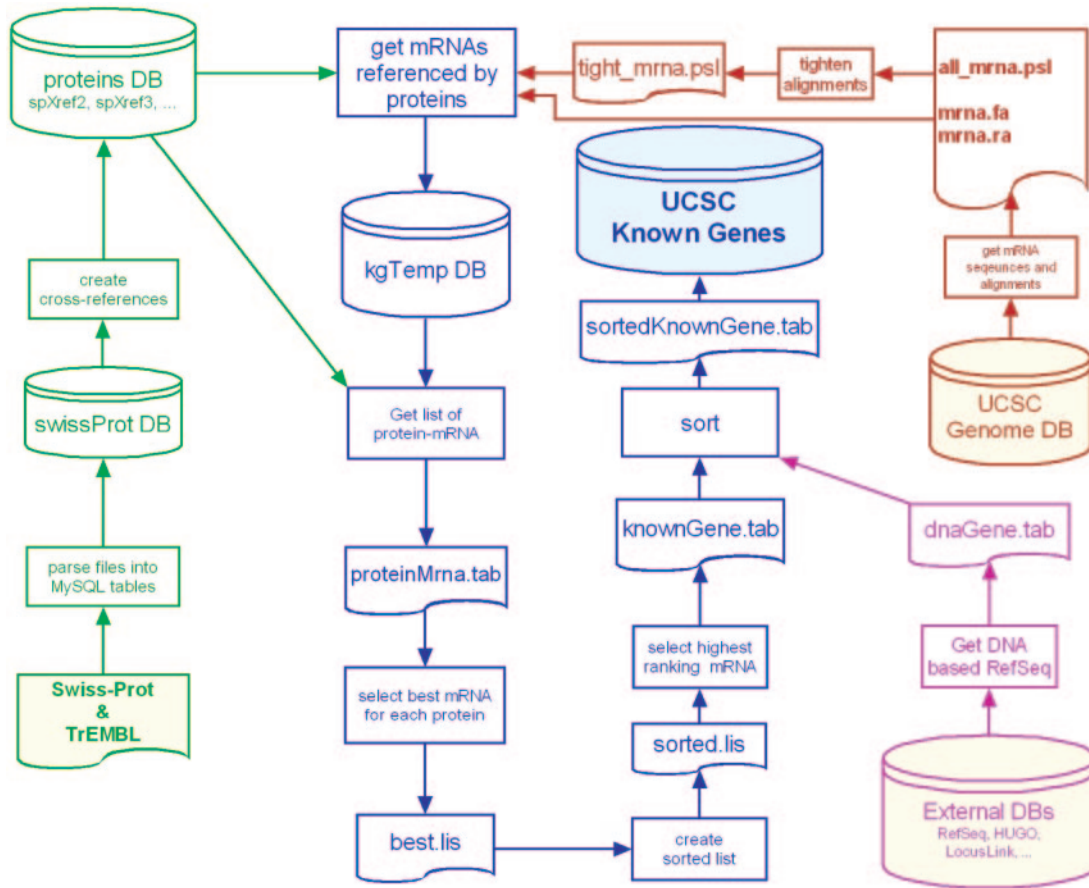 proteins DB
spXref2, spXref3, ...
get mRNAs
referenced by
proteins
tight_mrna.psl
tighten
alignments
all_mrna.psl
mrna.fa
mrna.ra
UCSC
Known Genes
kgTemp DB
create
cross-references
get mRNA
seqeunces and
alignments
sortedKnownGene.tab
swissProt DB
Get list of
protein-mRNA
sort
UCSC
Genome DB
knownGene.tab
dnaGene.tab
parse files into
MySQL tables
proteinMrna.tab
select highest
ranking mRNA
Get DNA
based RefSeq
Swiss-Prot
&
TrEMBL
select best mRNA
for each protein
sorted.lis
External DBs
RefSeq, HUGO,
LocusLink, ...
best.lis
create
sorted list